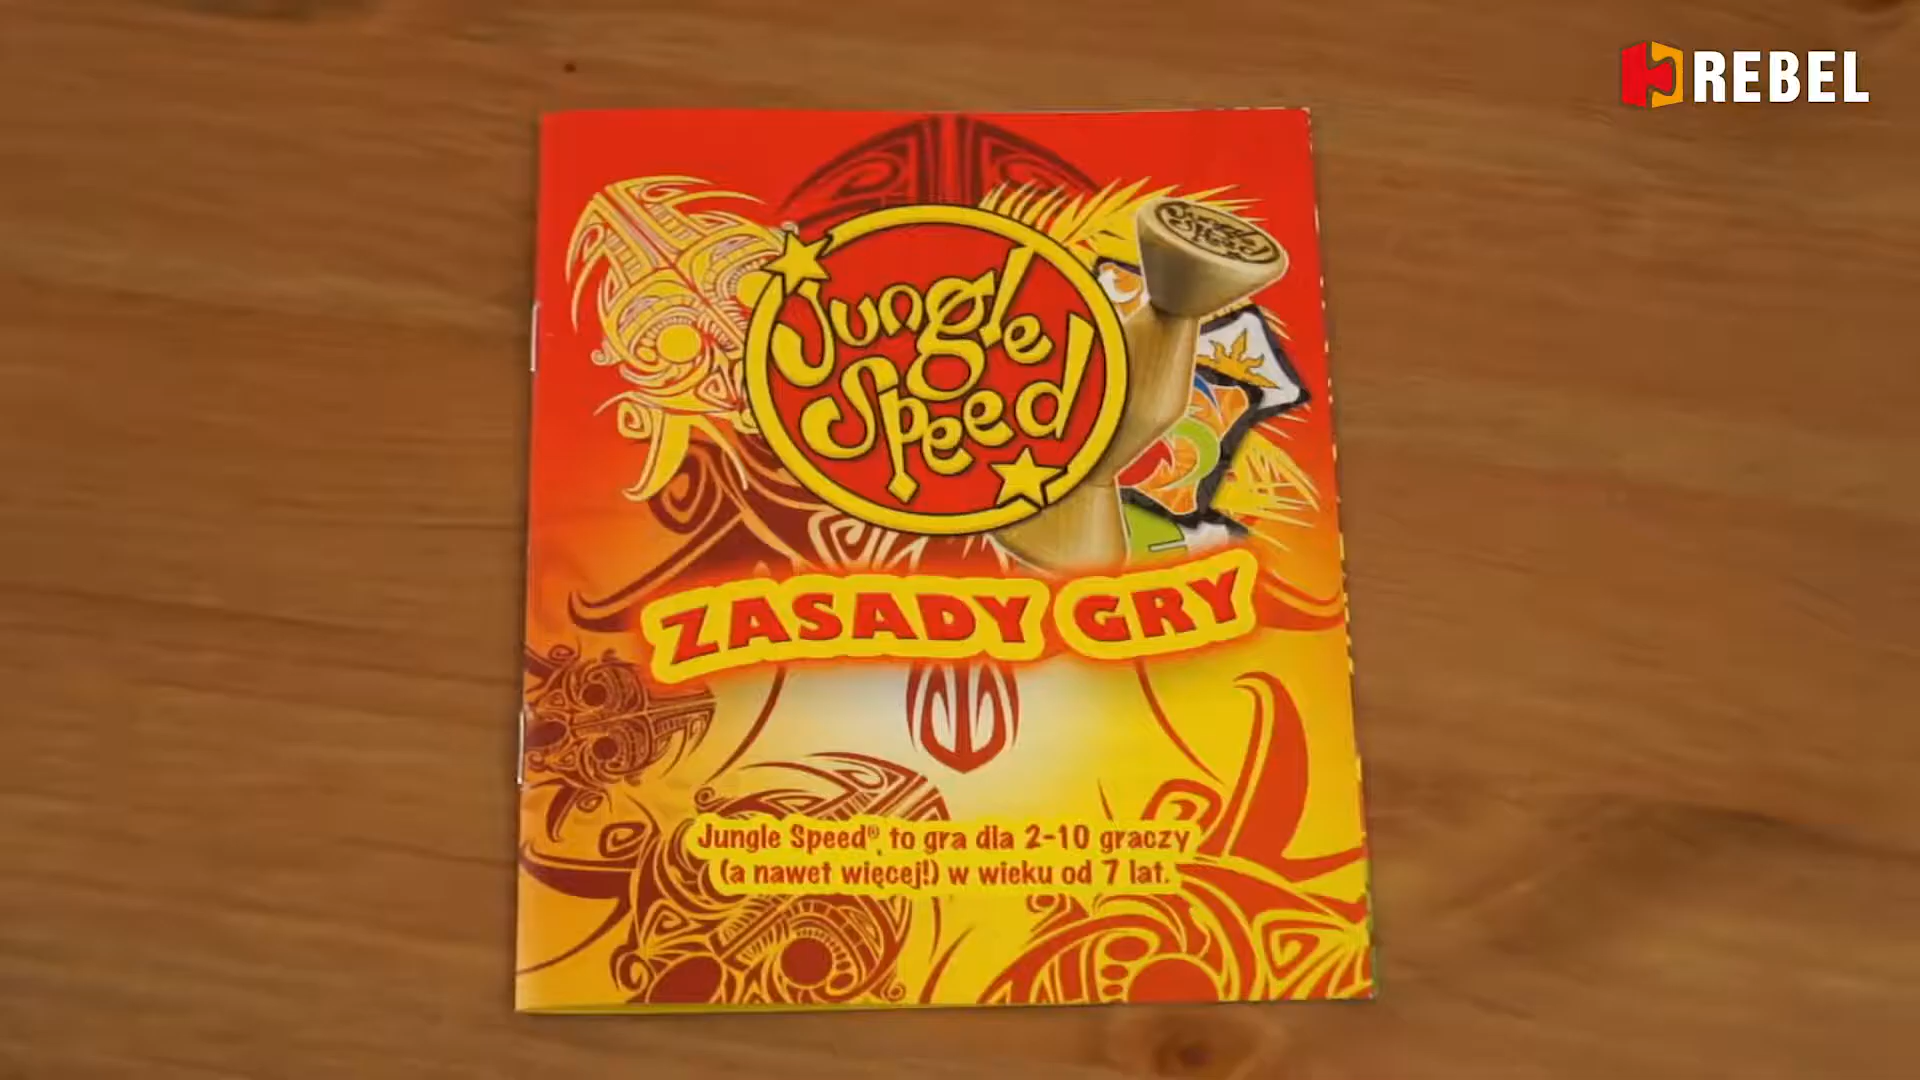 REBEL
Jungle
Speed
Jungle
Speed
ZASADY GRY
Jungle Speed® to gra dla 2-10 graczy
(a nawet więcej!) w wieku od 7 lat.